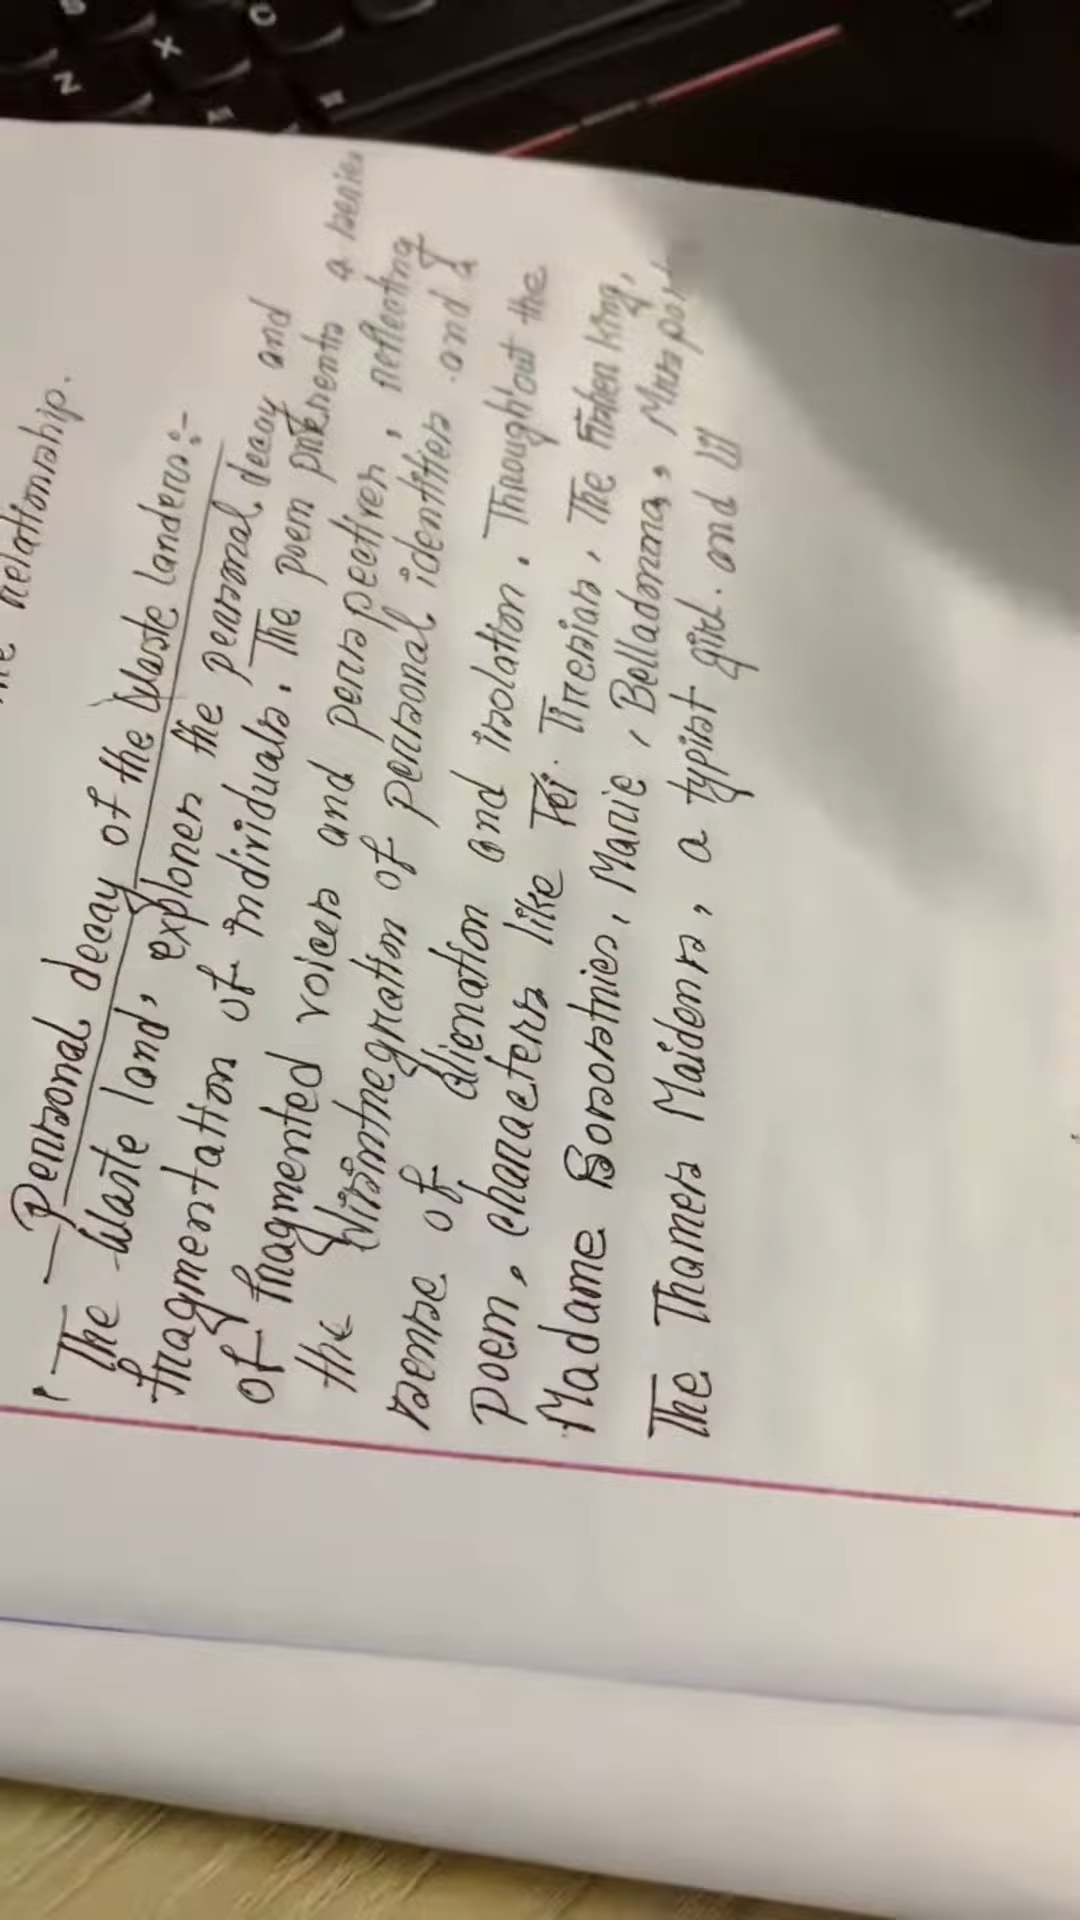 relationship.
Personal decay of the Waste landers:-
The Waste land, explores the personal decay and
fragmentation of individuals. The poem presents a series
of fragmented voices and perspectives, reflecting
the disintegration of personal identities and a
sense of alienation and isolation. Throughout the
poem, characters like Tiresias, The Fisher king,
Madame Sosostries, Marie, Belladonna, Mrs porter
The Thames Maidens, a typist girl. and lil